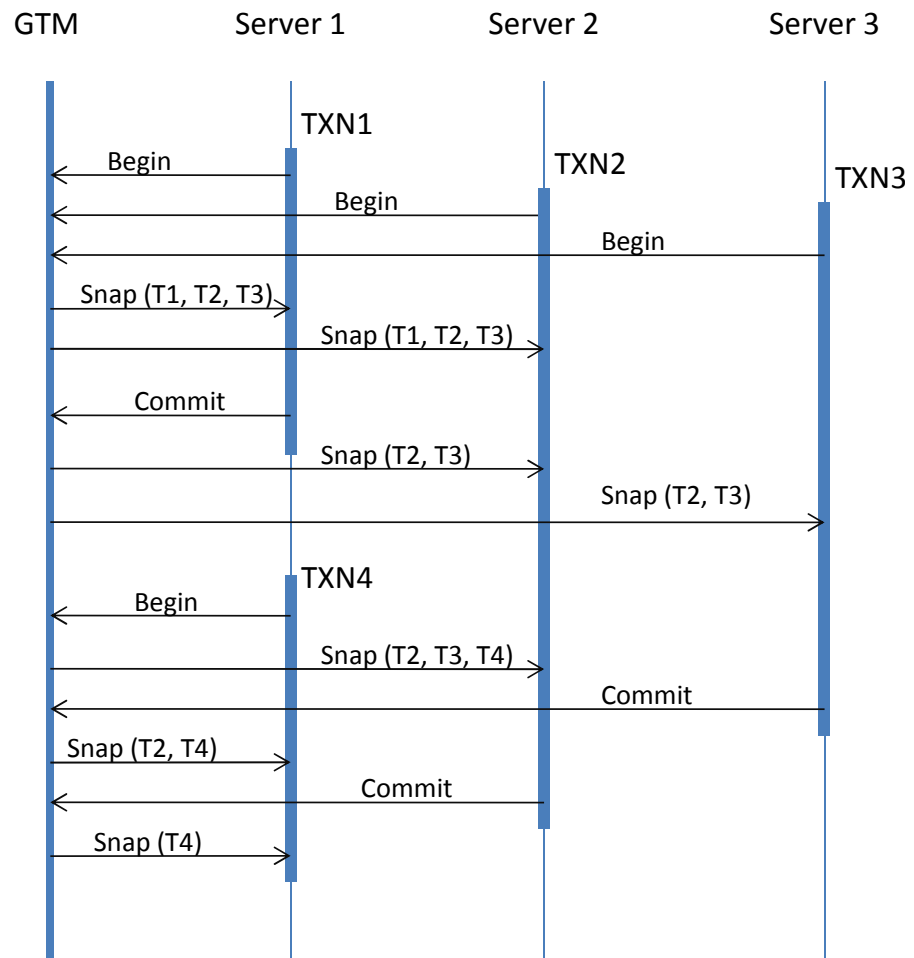 GTM Server 1 Server 2 Server 3
TXN1
Begin
TXN2
TXN3
Begin
Begin
Snap (T1, T2, T3)
Snap (T1, T2, T3)
Commit
Snap (T2, T3)
Snap (T2, T3)
TXN4
Begin
Snap (T2, T3, T4)
Commit
Snap (T2, T4)
Commit
Snap (T4)